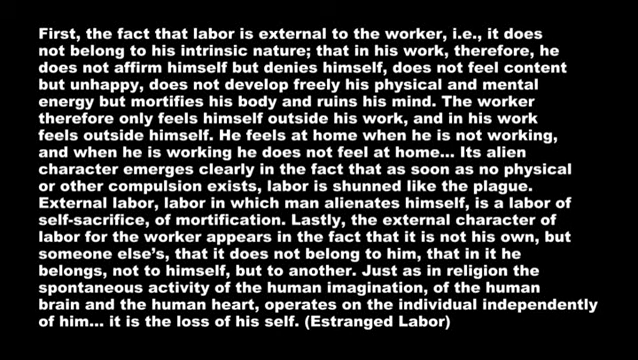 First, the fact that labor is external to the worker, i.e., it does
not belong to his intrinsic nature; that in his work, therefore, he
does not affirm himself but denies himself, does not feel content
but unhappy, does not develop freely his physical and mental
energy but mortifies his body and ruins his mind. The worker
therefore only feels himself outside his work, and in his work
feels outside himself. He feels at home when he is not working,
and when he is working he does not feel at home... Its alien
character emerges clearly in the fact that as soon as no physical
or other compulsion exists, labor is shunned like the plague.
External labor, labor in which man alienates himself, is a labor of
self-sacrifice, of mortification. Lastly, the external character of
labor for the worker appears in the fact that it is not his own, but
someone else's, that it does not belong to him, that in it he
belongs, not to himself, but to another. Just as in religion the
spontaneous activity of the human imagination, of the human
brain and the human heart, operates on the individual independently
of him... it is the loss of his self. (Estranged Labor)